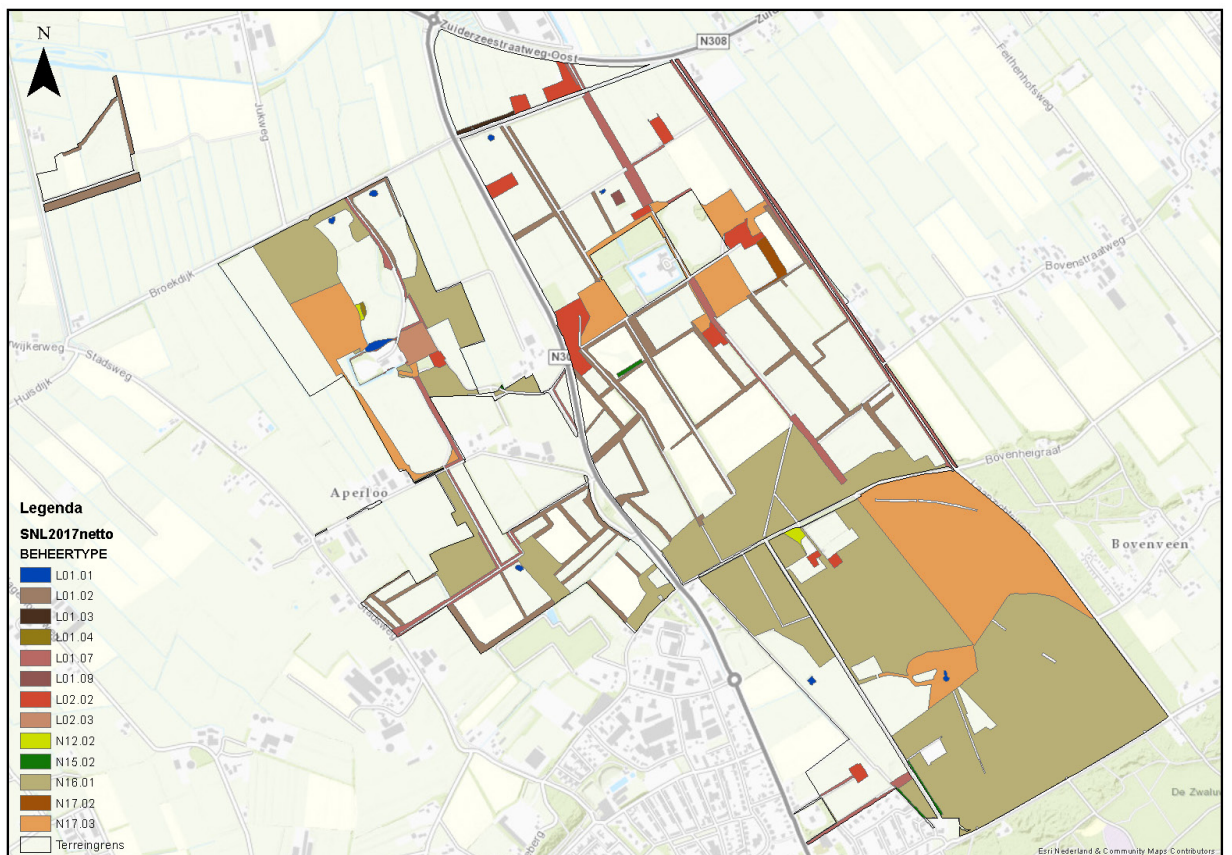 N
Zuiderzeestraatweg-Oost
N308
Feithenhofsweg
Jukweg
Broekdijk
Bovenstraatweg
Stadsweg
Huisdijk
Bovenheigraaf
Aperloo
Bovenveen
De Zwaluw
Legenda
SNL2017netto
BEHEERTYPE
L01.01
L01.02
L01.03
L01.04
L01.07
L01.09
L02.02
L02.03
N12.02
N15.02
N16.01
N17.02
N17.03
Terreingrens
Esri Nederland & Community Maps Contributors